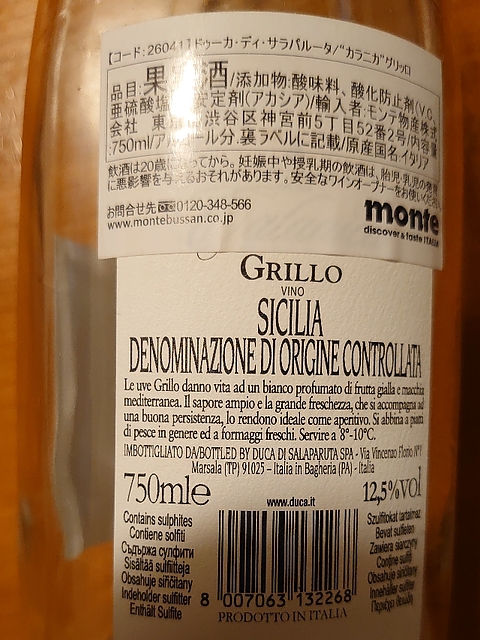 【コード:260411】ドゥーカ・ディ・サラパルータ/"カラニカ"グリッロ
品目:果 酒/添加物:酸味料、酸化防止剤(V.C、
亜硫酸塩 安定剤(アカシア)/輸入者:モンテ物産株式
会社 東 渋谷区神宮前5丁目52番2号/内容量
:750ml/ア ール分.裏ラベルに記載/原産国名:イタリア
飲酒は20歳に ってから。妊娠中や授乳期の飲酒は、胎児・乳児の発育
に悪影響を与えるおそれがあります。安全なワインオープナーをお使いください
お問合せ先 0120-348-566
www.montebussan.co.jp
monte
discover & taste ITALIA
GRILLO
VINO
SICILIA
DENOMINAZIONE DI ORIGINE CONTROLLATA
Le uve Grillo danno vita ad un bianco profumato di frutta gialla e macchia
mediterranea. Il sapore ampio e la grande freschezza, che si accompagna ad
una buona persistenza, lo rendono ideale come aperitivo. Si abbina a piatti
di pesce in genere ed a formaggi freschi. Servire a 8°-10°C.
IMBOTTIGLIATO DA/BOTTLED BY DUCA DI SALAPARUTA SPA - Via Vincenzo Florio N°1
Marsala (TP) 91025 – Italia in Bagheria (PA) - Italia
750ml e
www.duca.it
12,5%VOl
Contains sulphites
Contiene solfiti
Съдържа сулфити
Sisältää sulfiitteja
Obsahuje siřičitany
Indeholder sulfitter
Enthält Sulfite
Szulfitokat tartalmaz
Bevat sulfieten
Zawiera siarczyny
Contine sulfiti
Obsahuje siričitany
Innehåller sulfiter
Περιέχει θειώδη
8 007063 132268
PRODOTTO IN ITALIA